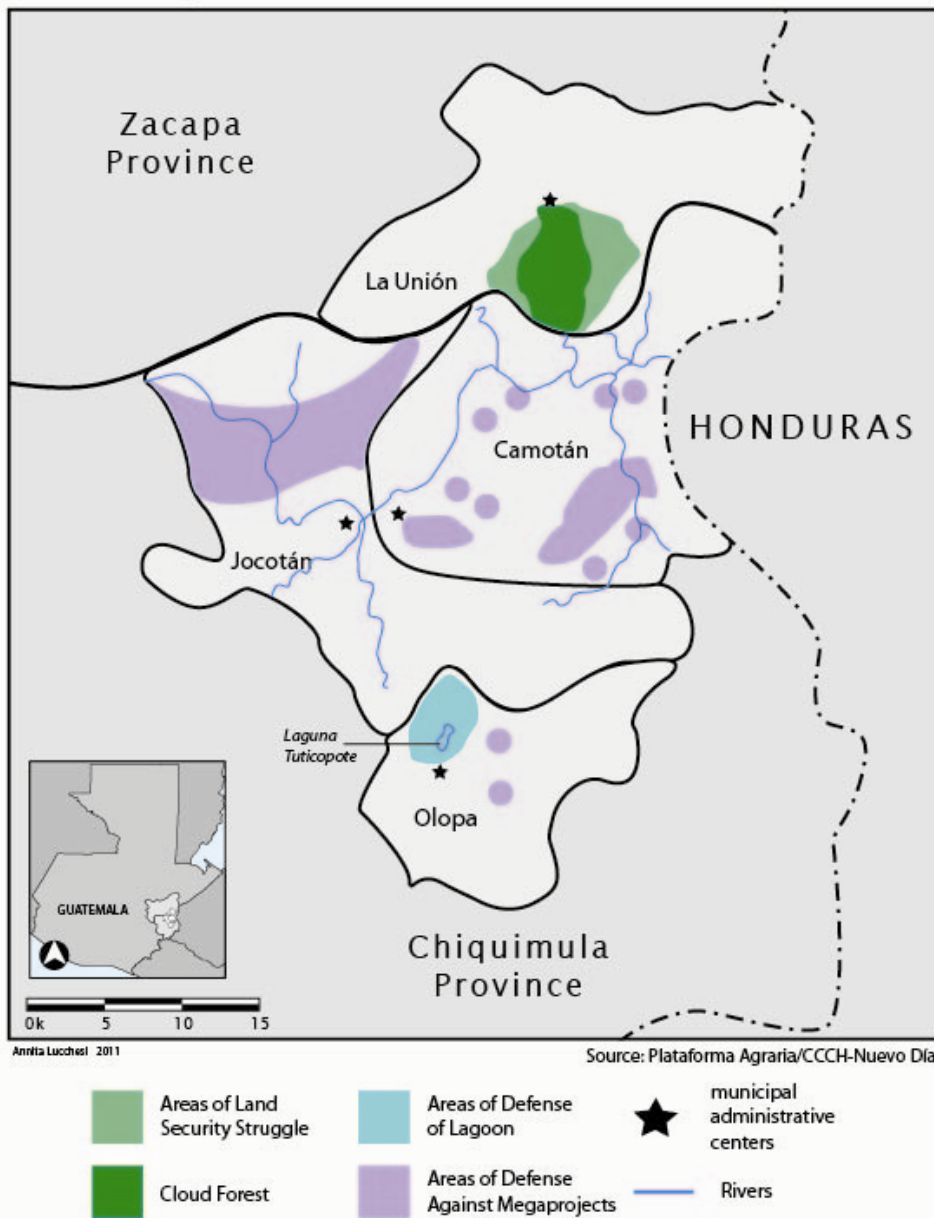 Zacapa
Province
La Unión
HONDURAS
Camotán
Jocotán
Laguna
Tuticopote
Olopa
GUATEMALA
Chiquimula
Province
0k 5 10 15
Annita Lucchesi 2011
Source: Plataforma Agraria/CCCH-Nuevo Día
Areas of Land
Security Struggle
Areas of Defense
of Lagoon
municipal
administrative
centers
Cloud Forest
Areas of Defense
Against Megaprojects
Rivers